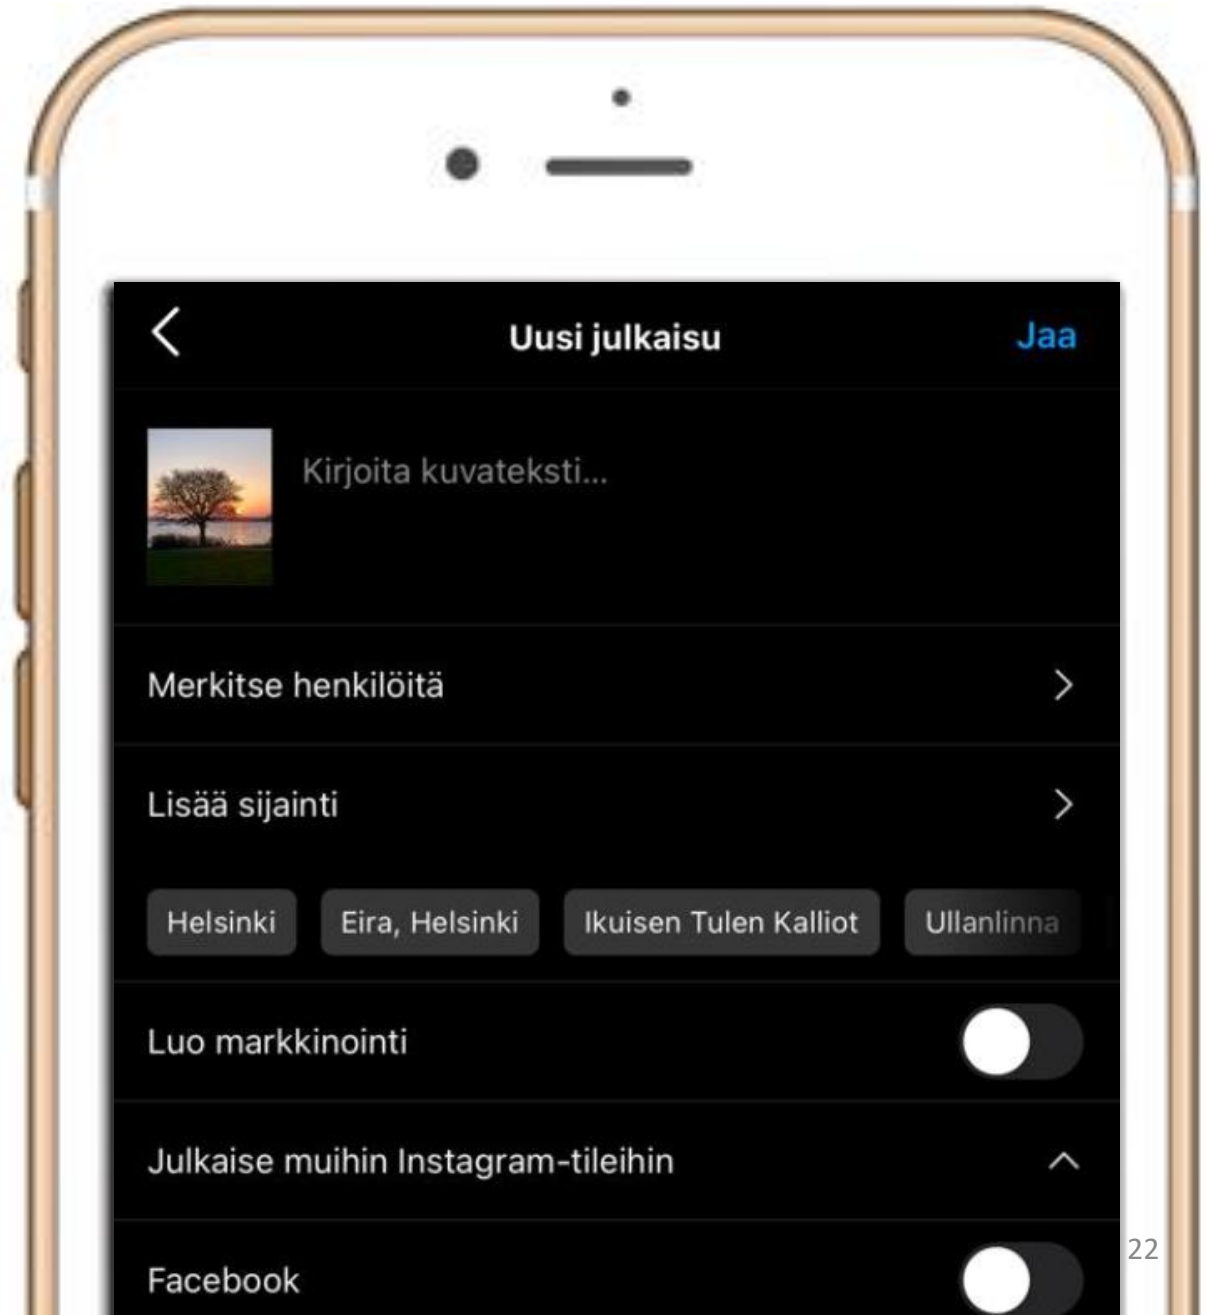 Uusi julkaisu
Jaa
Kirjoita kuvateksti...
Merkitse henkilöitä
Lisää sijainti
Helsinki
Eira, Helsinki
Ikuisen Tulen Kalliot
Ullanlinna
Luo markkinointi
Julkaise muihin Instagram-tileihin
Facebook
22